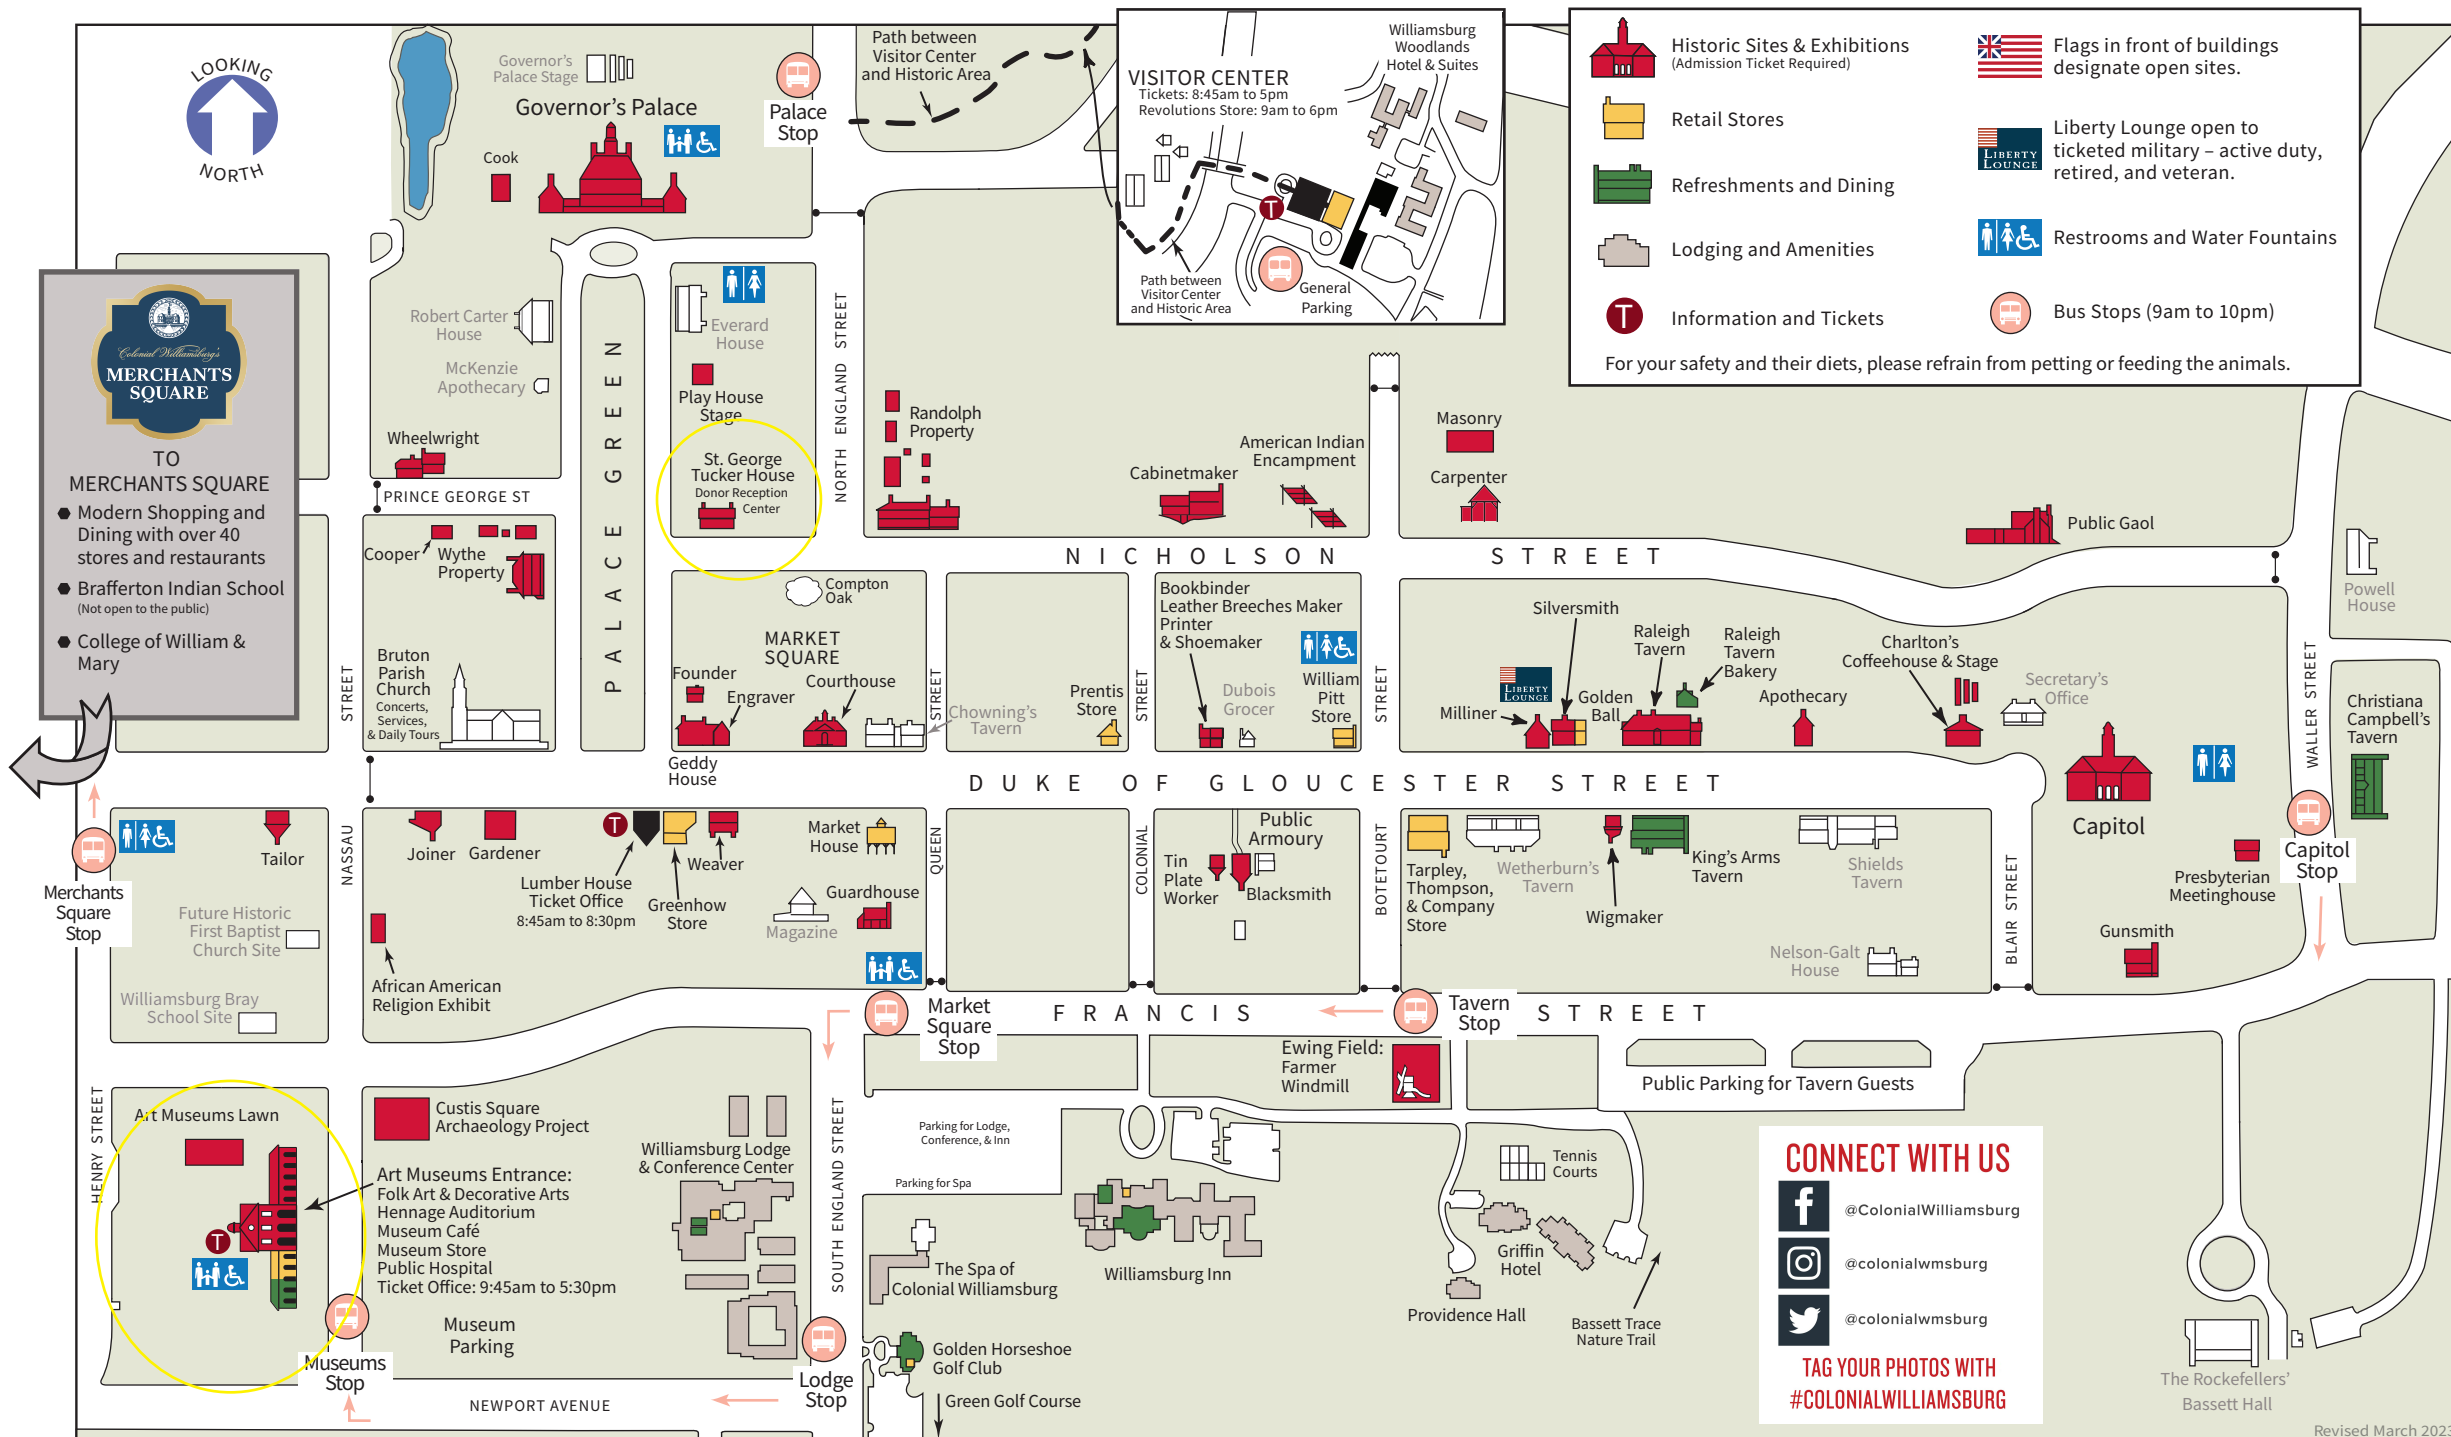 LOOKING
NORTH
Governor's
Palace Stage
Governor's Palace
Cook
Palace
Stop
Path between
Visitor Center
and Historic Area
VISITOR CENTER
Tickets: 8:45am to 5pm
Revolutions Store: 9am to 6pm
Williamsburg
Woodlands
Hotel & Suites
T
General
Parking
Path between
Visitor Center
and Historic Area
Historic Sites & Exhibitions
(Admission Ticket Required)
Retail Stores
Refreshments and Dining
Lodging and Amenities
T
Information and Tickets
Flags in front of buildings
designate open sites.
LIBERTY
LOUNGE
Liberty Lounge open to
ticketed military – active duty,
retired, and veteran.
Restrooms and Water Fountains
Bus Stops (9am to 10pm)
For your safety and their diets, please refrain from petting or feeding the animals.
Colonial Williamsburg's
MERCHANTS
SQUARE
TO
MERCHANTS SQUARE
Modern Shopping and
Dining with over 40
stores and restaurants
Brafferton Indian School
(Not open to the public)
College of William &
Mary
Robert Carter
House
McKenzie
Apothecary
Wheelwright
PRINCE GEORGE ST
PALACE GREEN
Everard
House
Play House
Stage
St. George
Tucker House
Donor Reception
Center
NORTH ENGLAND STREET
Randolph
Property
Cabinetmaker
American Indian
Encampment
Masonry
Carpenter
Public Gaol
Powell
House
NICHOLSON STREET
Cooper
Wythe
Property
Bruton
Parish
Church
Concerts,
Services,
& Daily Tours
Compton
Oak
MARKET
SQUARE
Founder
Engraver
Courthouse
Geddy
House
Chowning's
Tavern
Prentis
Store
Bookbinder
Leather Breeches Maker
Printer
& Shoemaker
Dubois
Grocer
William
Pitt
Store
Silversmith
LIBERTY
LOUNGE
Milliner
Golden
Ball
Raleigh
Tavern
Raleigh
Tavern
Bakery
Apothecary
Charlton's
Coffeehouse & Stage
Secretary's
Office
WALLER STREET
Christiana
Campbell's
Tavern
DUKE OF GLOUCESTER STREET
NASSAU STREET
QUEEN STREET
COLONIAL STREET
BOTETOURT STREET
BLAIR STREET
Merchants
Square
Stop
Tailor
Future Historic
First Baptist
Church Site
Williamsburg Bray
School Site
Joiner
Gardener
T
Lumber House
Ticket Office
8:45am to 8:30pm
Greenhow
Store
Weaver
Market
House
Magazine
Guardhouse
African American
Religion Exhibit
Public
Armoury
Tin
Plate
Worker
Blacksmith
Tarpley,
Thompson,
& Company
Store
Wetherburn's
Tavern
Wigmaker
King's Arms
Tavern
Shields
Tavern
Nelson-Galt
House
Capitol
Presbyterian
Meetinghouse
Gunsmith
Capitol
Stop
Market
Square
Stop
FRANCIS STREET
Tavern
Stop
Ewing Field:
Farmer
Windmill
Public Parking for Tavern Guests
HENRY STREET
Art Museums Lawn
T
Custis Square
Archaeology Project
Art Museums Entrance:
Folk Art & Decorative Arts
Hennage Auditorium
Museum Café
Museum Store
Public Hospital
Ticket Office: 9:45am to 5:30pm
Museum
Parking
Museums
Stop
NEWPORT AVENUE
Williamsburg Lodge
& Conference Center
SOUTH ENGLAND STREET
Lodge
Stop
Parking for Lodge,
Conference, & Inn
Parking for Spa
The Spa of
Colonial Williamsburg
Golden Horseshoe
Golf Club
Green Golf Course
Williamsburg Inn
Tennis
Courts
Griffin
Hotel
Providence Hall
Bassett Trace
Nature Trail
CONNECT WITH US
@ColonialWilliamsburg
@colonialwmsburg
@colonialwmsburg
TAG YOUR PHOTOS WITH
#COLONIALWILLIAMSBURG
The Rockefellers'
Bassett Hall
Revised March 2023